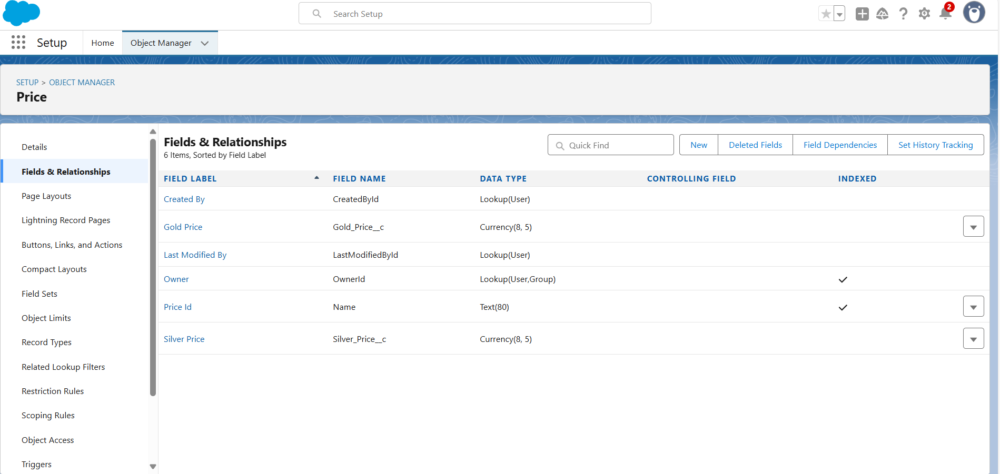 Search Setup
2
Setup
Home
Object Manager
SETUP > OBJECT MANAGER
Price
Details
Fields & Relationships
Page Layouts
Lightning Record Pages
Buttons, Links, and Actions
Compact Layouts
Field Sets
Object Limits
Record Types
Related Lookup Filters
Restriction Rules
Scoping Rules
Object Access
Triggers
Fields & Relationships
6 Items, Sorted by Field Label
Quick Find
New
Deleted Fields
Field Dependencies
Set History Tracking
FIELD LABEL FIELD NAME DATA TYPE CONTROLLING FIELD INDEXED
Created By CreatedById Lookup(User)
Gold Price Gold_Price__c Currency(8, 5)
Last Modified By LastModifiedById Lookup(User)
Owner OwnerId Lookup(User,Group)
Price Id Name Text(80)
Silver Price Silver_Price__c Currency(8, 5)